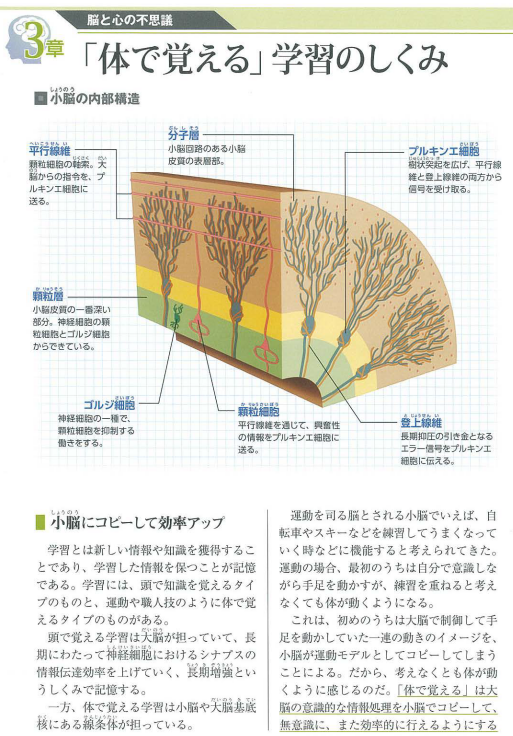 脳と心の不思議
3章
「体で覚える」学習のしくみ
■小脳の内部構造
平行線維
顆粒細胞の軸索。大
脳からの指令を、プ
ルキンエ細胞に
送る。
分子層
小脳回路のある小脳
皮質の表層部。
プルキンエ細胞
樹状突起を広げ、平行線
維と登上線維の両方から
信号を受け取る。
顆粒層
小脳皮質の一番深い
部分。神経細胞の顆
粒細胞とゴルジ細胞
からできている。
ゴルジ細胞
神経細胞の一種で、
顆粒細胞を抑制する
働きをする。
顆粒細胞
平行線維を通じて、興奮性
の情報をプルキンエ細胞に
送る。
登上線維
長期抑圧の引き金となる
エラー信号をプルキンエ
細胞に伝える。
小脳にコピーして効率アップ
学習とは新しい情報や知識を獲得するこ
とであり、学習した情報を保つことが記憶
である。学習には、頭で知識を覚えるタイ
プのものと、運動や職人技のように体で覚
えるタイプのものがある。
頭で覚える学習は大脳が担っていて、長
期にわたって神経細胞におけるシナプスの
情報伝達効率を上げていく、長期増強とい
うしくみで記憶する。
一方、体で覚える学習は小脳や大脳基底
核にある線条体が担っている。
運動を司る脳とされる小脳でいえば、自
転車やスキーなどを練習してうまくなって
いく時などに機能すると考えられてきた。
運動の場合、最初のうちは自分で意識しな
がら手足を動かすが、練習を重ねると考え
なくても体が動くようになる。
これは、初めのうちは大脳で制御して手
足を動かしていた一連の動きのイメージを、
小脳が運動モデルとしてコピーしてしまう
ことによる。だから、考えなくとも体が動
くように感じるのだ。「体で覚える」は大
脳の意識的な情報処理を小脳でコピーして、
無意識に、また効率的に行えるようにする